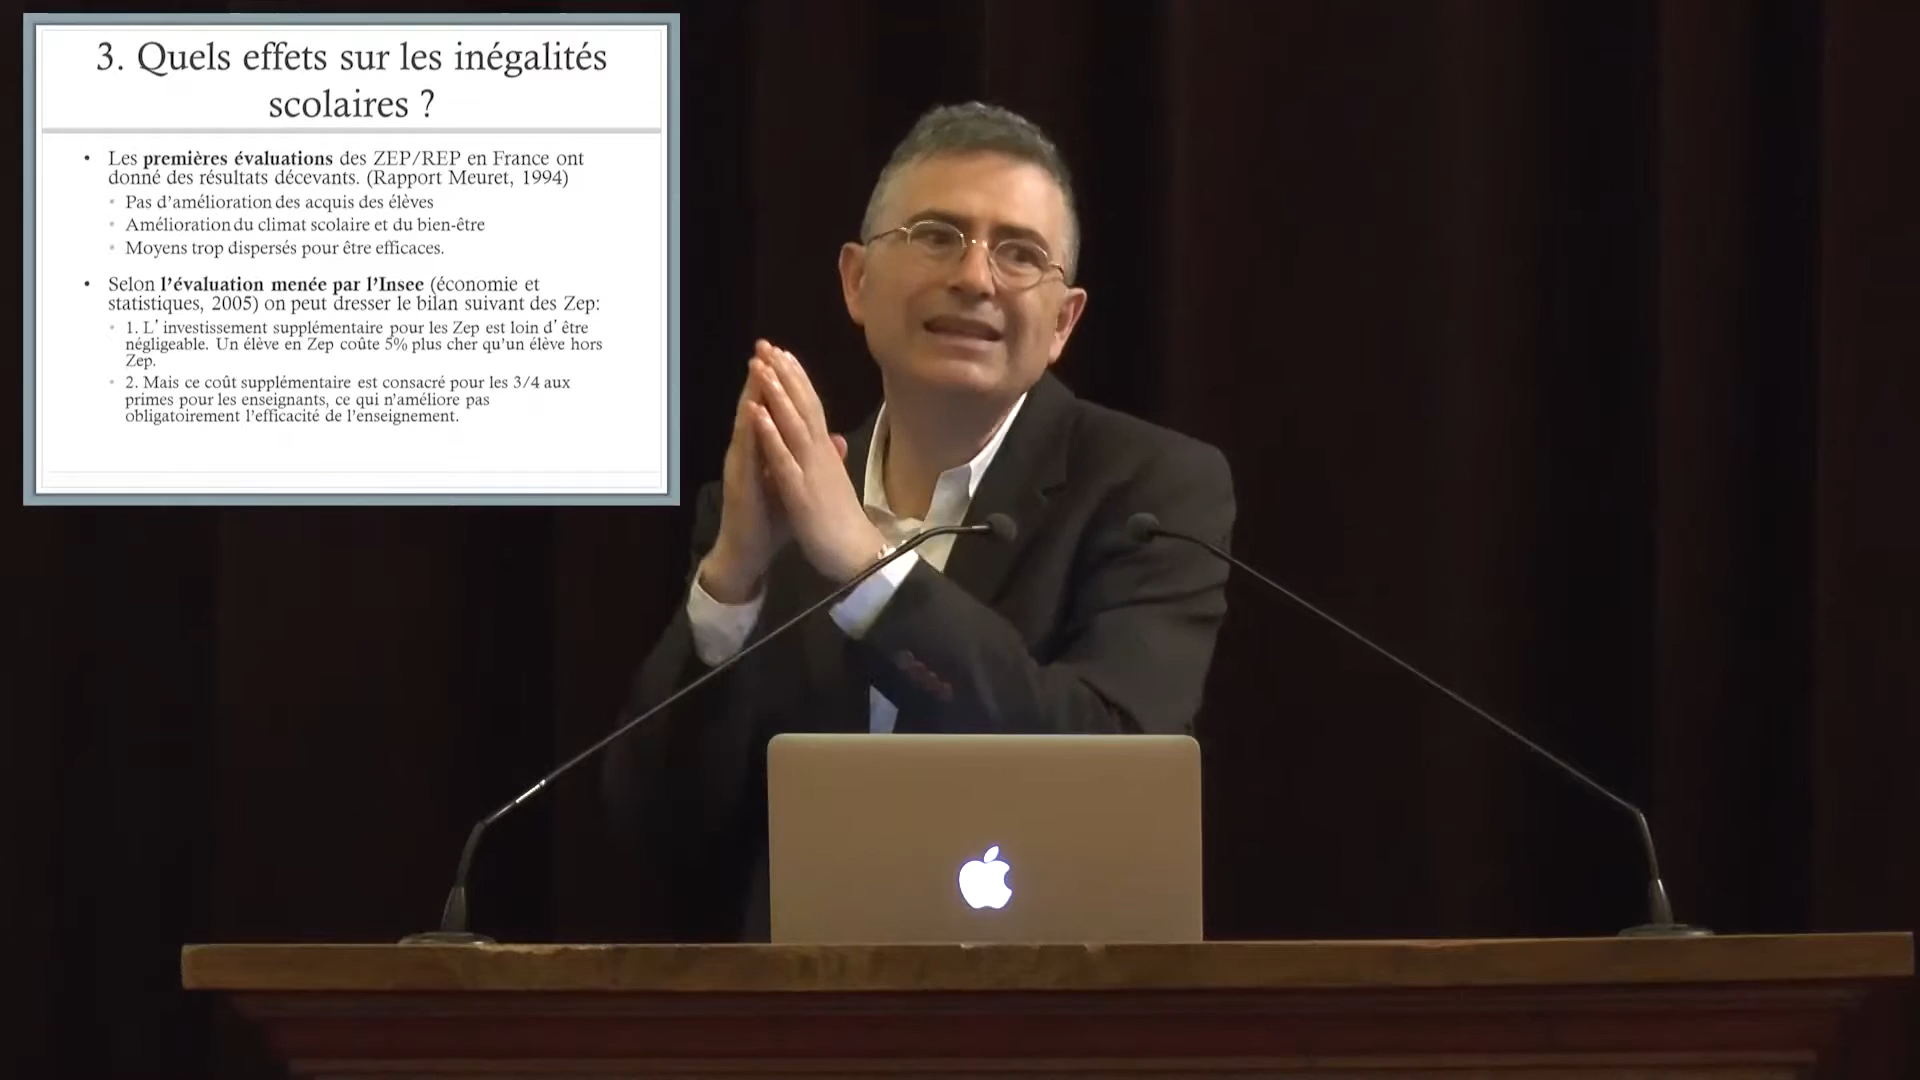 3. Quels effets sur les inégalités
scolaires ?
• Les premières évaluations des ZEP/REP en France ont
donné des résultats décevants. (Rapport Meuret, 1994)
• Pas d'amélioration des acquis des élèves
• Amélioration du climat scolaire et du bien-être
• Moyens trop dispersés pour être efficaces.
• Selon l'évaluation menée par l'Insee (économie et
statistiques, 2005) on peut dresser le bilan suivant des Zep:
• 1. L' investissement supplémentaire pour les Zep est loin d' être
négligeable. Un élève en Zep coûte 5% plus cher qu'un élève hors
Zep.
• 2. Mais ce coût supplémentaire est consacré pour les 3/4 aux
primes pour les enseignants, ce qui n'améliore pas
obligatoirement l'efficacité de l'enseignement.